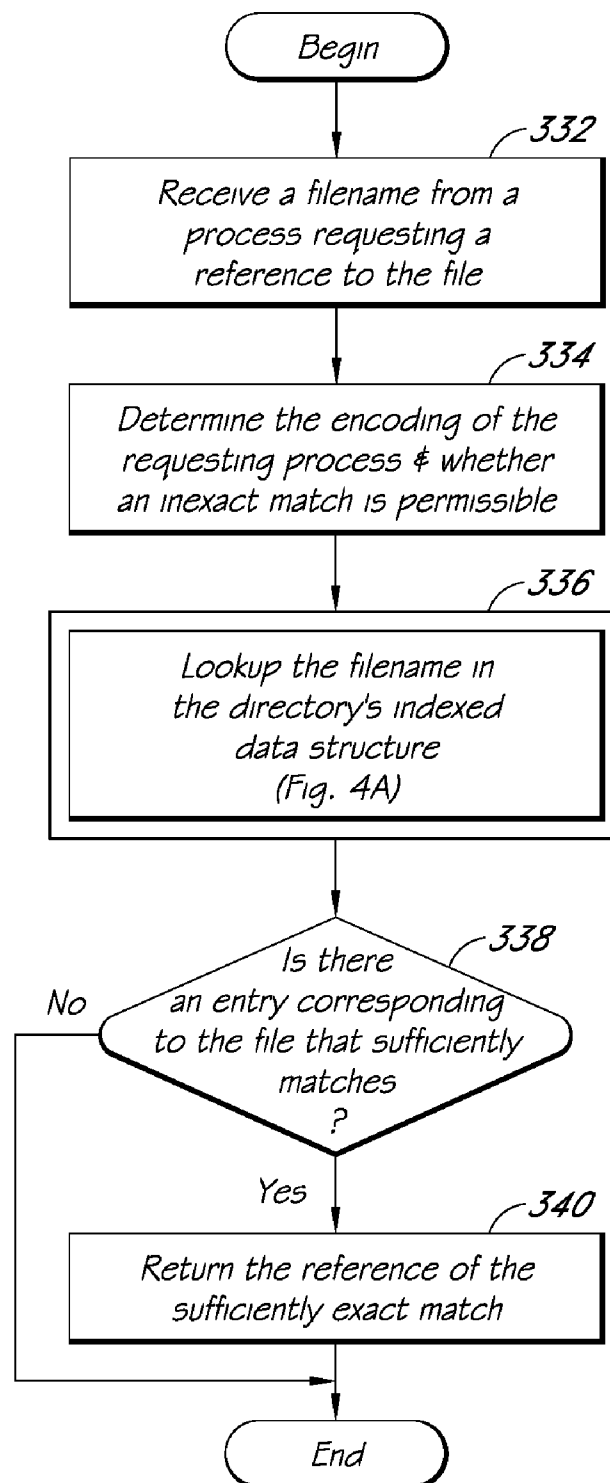 Begin
332
Receive a filename from a
process requesting a
reference to the file
334
Determine the encoding of the
requesting process & whether
an inexact match is permissible
336
Lookup the filename in
the directory's indexed
data structure
(Fig. 4A)
338
Is there
an entry corresponding
to the file that sufficiently
matches
?
No
Yes
340
Return the reference of the
sufficiently exact match
End